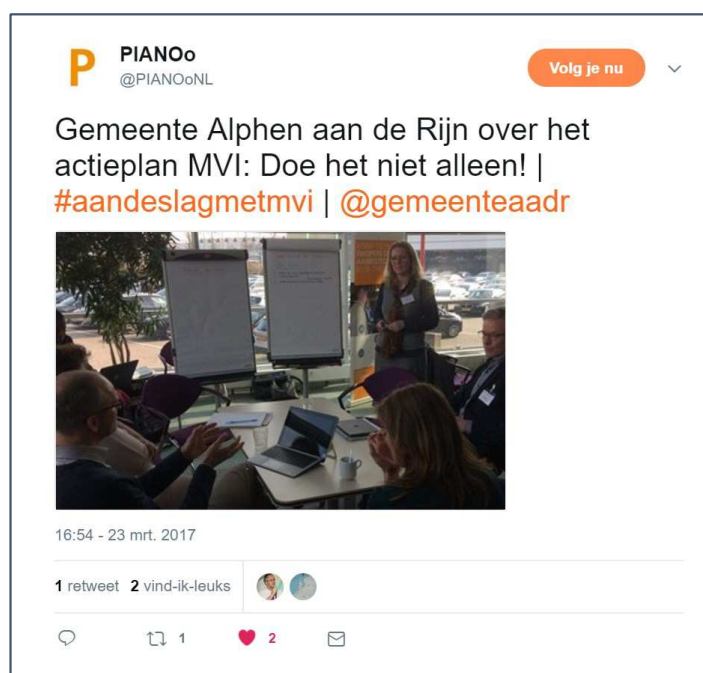 P
PIANOo
@PIANOoNL
Volg je nu
Gemeente Alphen aan de Rijn over het
actieplan MVI: Doe het niet alleen! |
#aandeslagmetmvi | @gemeenteaadr
16:54 - 23 mrt. 2017
1 retweet 2 vind-ik-leuks
1 2